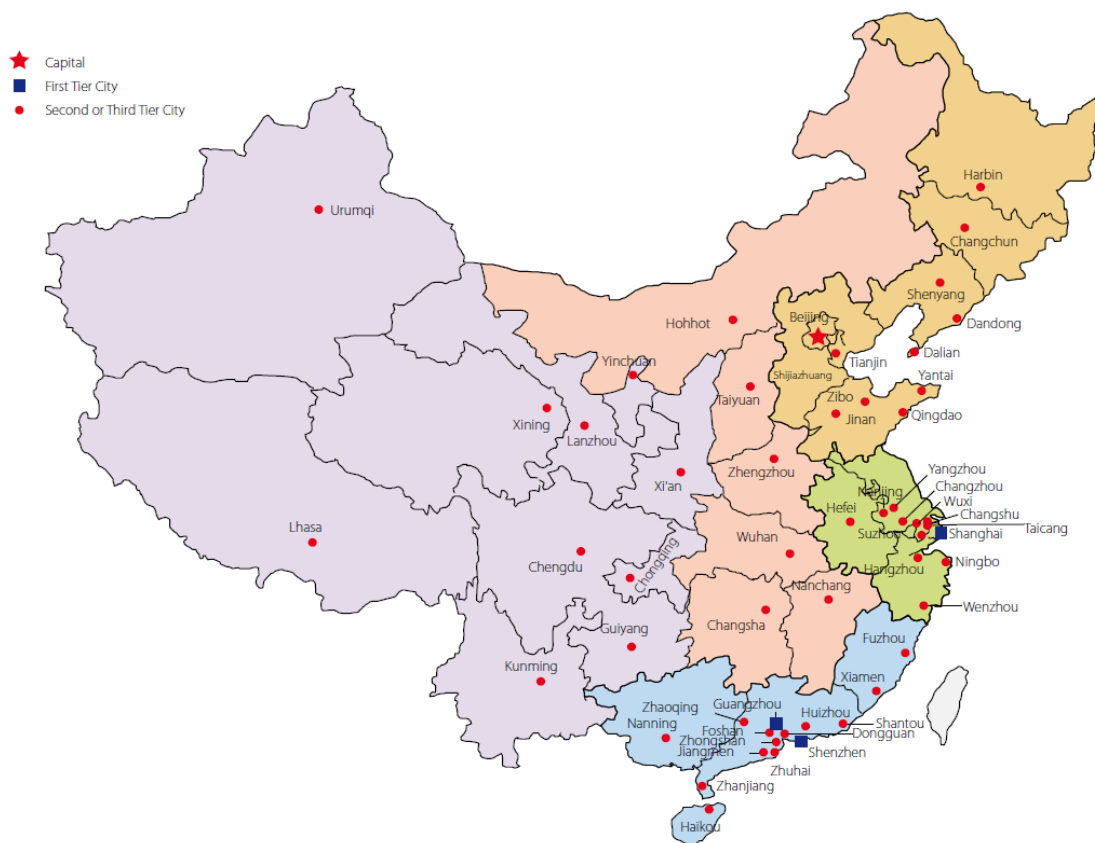 Capital
First Tier City
Second or Third Tier City
Harbin
Urumqi
Changchun
Shenyang
Beijing
Hohhot
Dandong
Dalian
Tianjin
Yinchuan
Shijiazhuang
Yantai
Taiyuan
Zibo
Xining
Jinan
Qingdao
Lanzhou
Zhengzhou
Yangzhou
Xi'an
Changzhou
Nanjing
Wuxi
Hefei
Changshu
Lhasa
Suzhou
Shanghai
Taicang
Wuhan
Chengdu
Chongqing
Hangzhou
Ningbo
Nanchang
Wenzhou
Changsha
Guiyang
Fuzhou
Kunming
Xiamen
Zhaoqing
Guangzhou
Huizhou
Nanning
Foshan
Shantou
Dongguan
Zhongshan
Jiangmen
Shenzhen
Zhuhai
Zhanjiang
Haikou